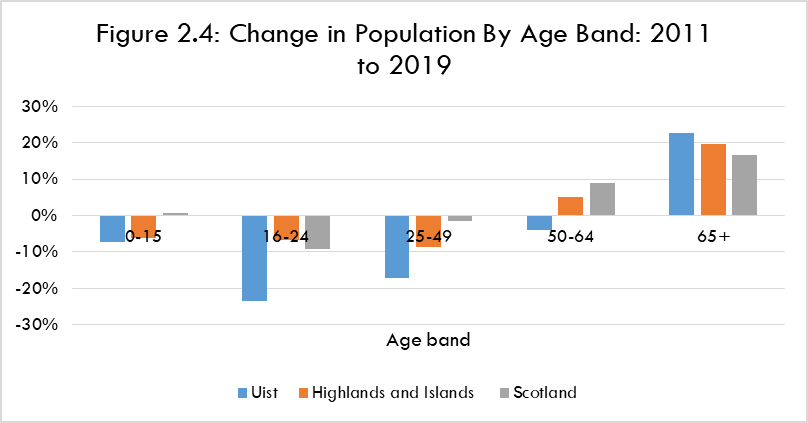 Figure 2.4: Change in Population By Age Band: 2011
to 2019
30%
20%
10%
0%
-10%
-20%
-30%
0-15 16-24 25-49 50-64 65+
Age band
Uist Highlands and Islands Scotland